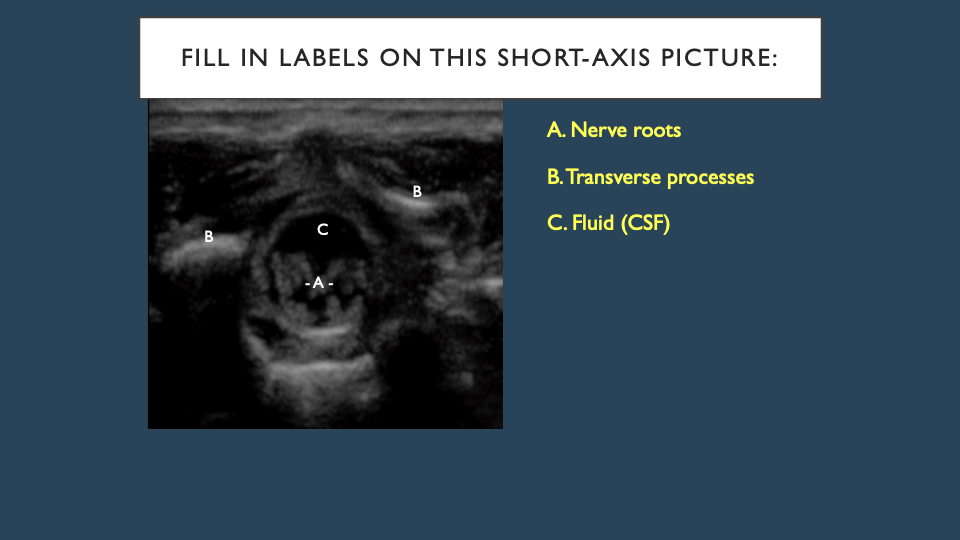 FILL IN LABELS ON THIS SHORT-AXIS PICTURE:
A. Nerve roots
B. Transverse processes
C. Fluid (CSF)
B
C
B
- A -